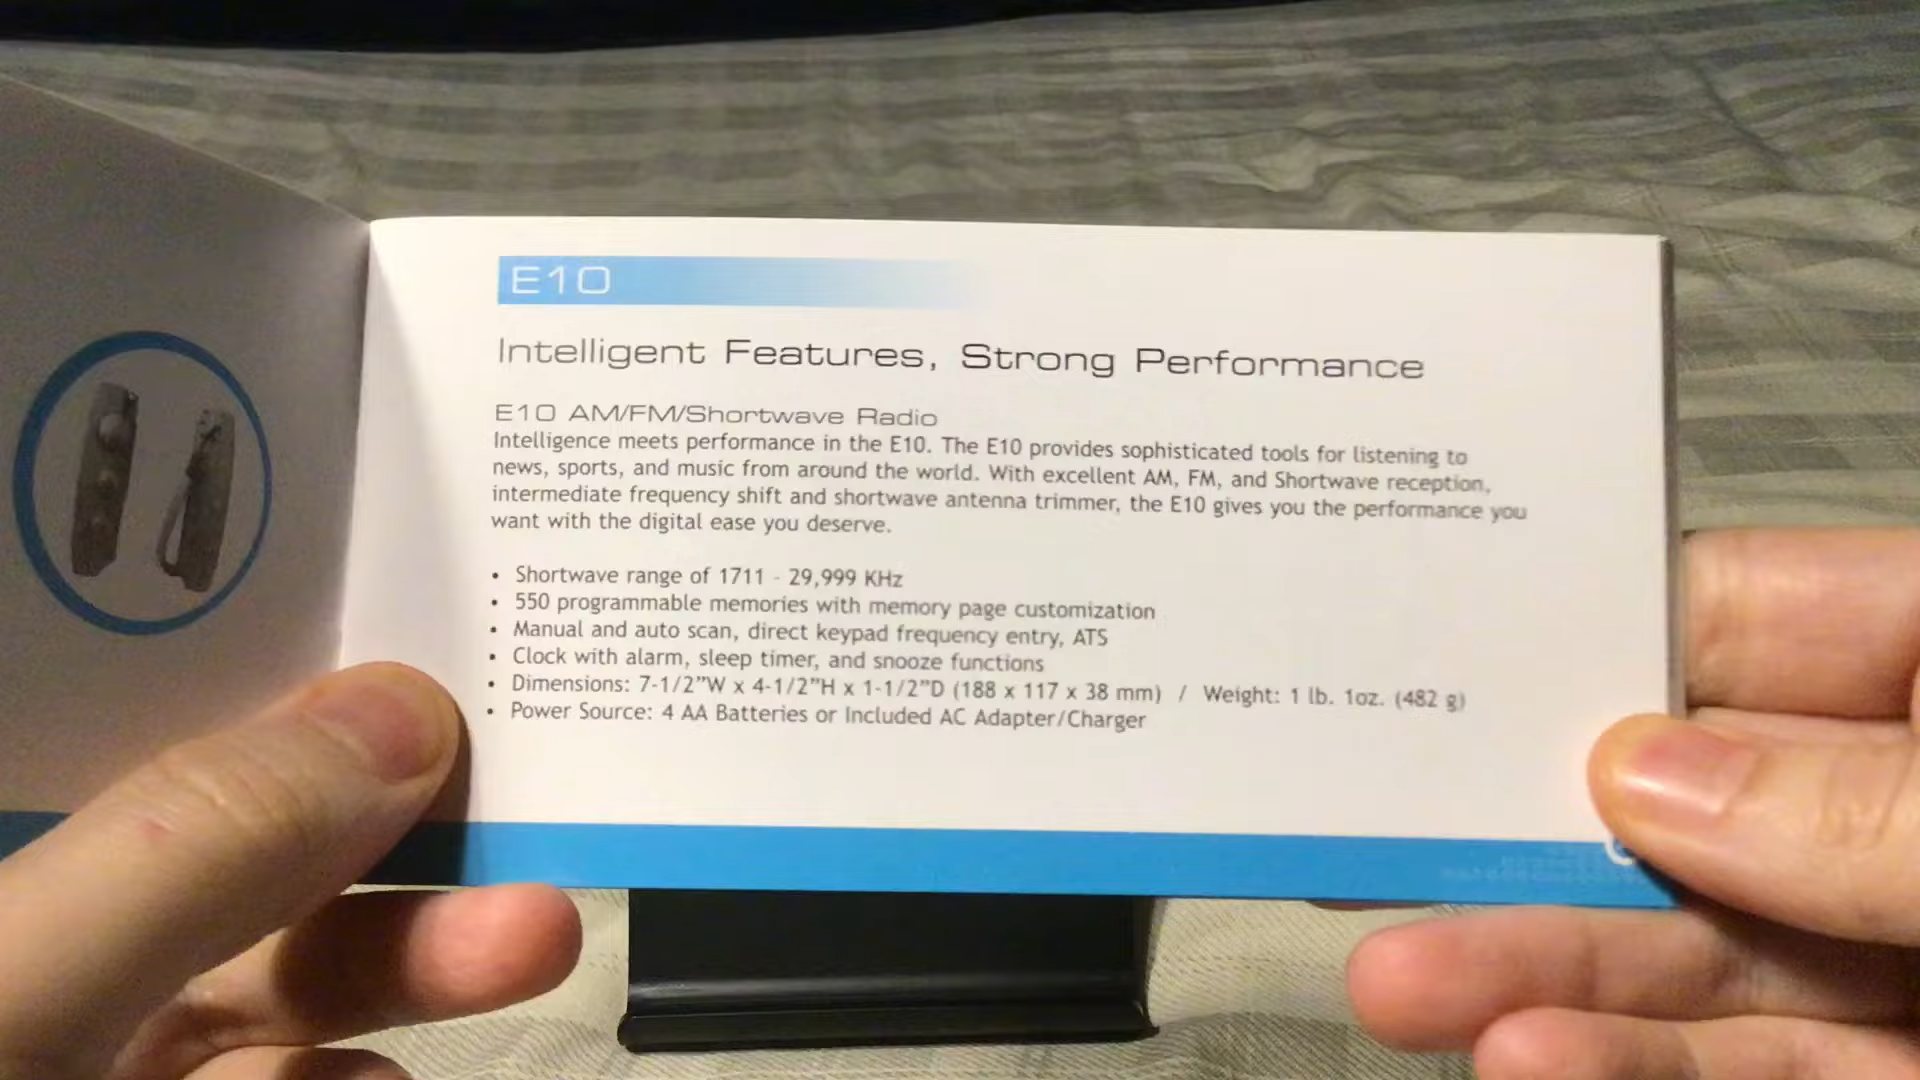 E10
Intelligent Features, Strong Performance
E10 AM/FM/Shortwave Radio
Intelligence meets performance in the E10. The E10 provides sophisticated tools for listening to
news, sports, and music from around the world. With excellent AM, FM, and Shortwave reception,
intermediate frequency shift and shortwave antenna trimmer, the E10 gives you the performance you
want with the digital ease you deserve.
• Shortwave range of 1711 - 29,999 KHz
• 550 programmable memories with memory page customization
• Manual and auto scan, direct keypad frequency entry, ATS
• Clock with alarm, sleep timer, and snooze functions
• Dimensions: 7-1/2”W x 4-1/2”H x 1-1/2”D (188 x 117 x 38 mm) / Weight: 1 lb. 1oz. (482 g)
• Power Source: 4 AA Batteries or Included AC Adapter/Charger